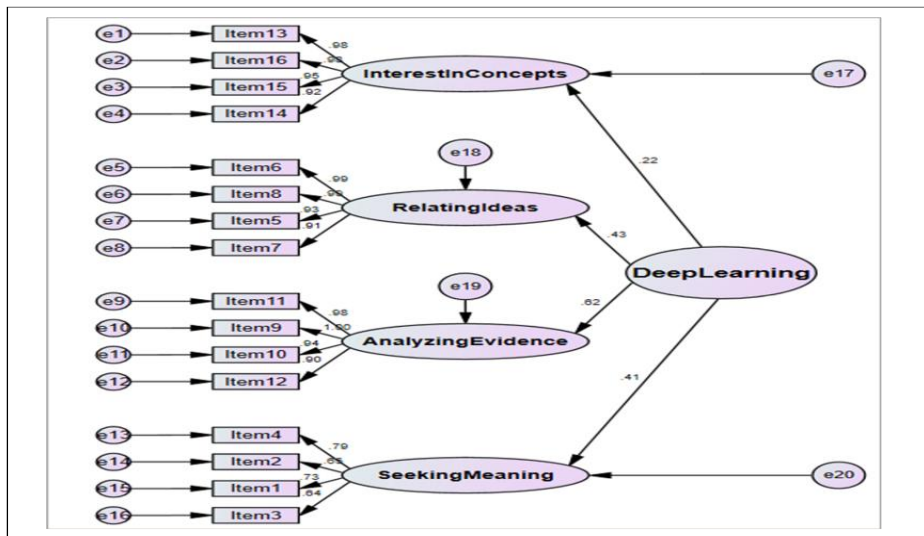 e1 Item13 .98
e2 Item16
e3 Item15 .95
e4 Item14 .92
InterestInConcepts
e17
.22
e18
e5 Item6 .99
e6 Item8
e7 Item5 .93
e8 Item7 .91
RelatingIdeas
.43
DeepLearning
e19
.62
e9 Item11 .98
e10 Item9 1.00
e11 Item10 .94
e12 Item12 .90
AnalyzingEvidence
.41
e13 Item4 .79
e14 Item2
e15 Item1 .73
e16 Item3 .64
SeekingMeaning
e20